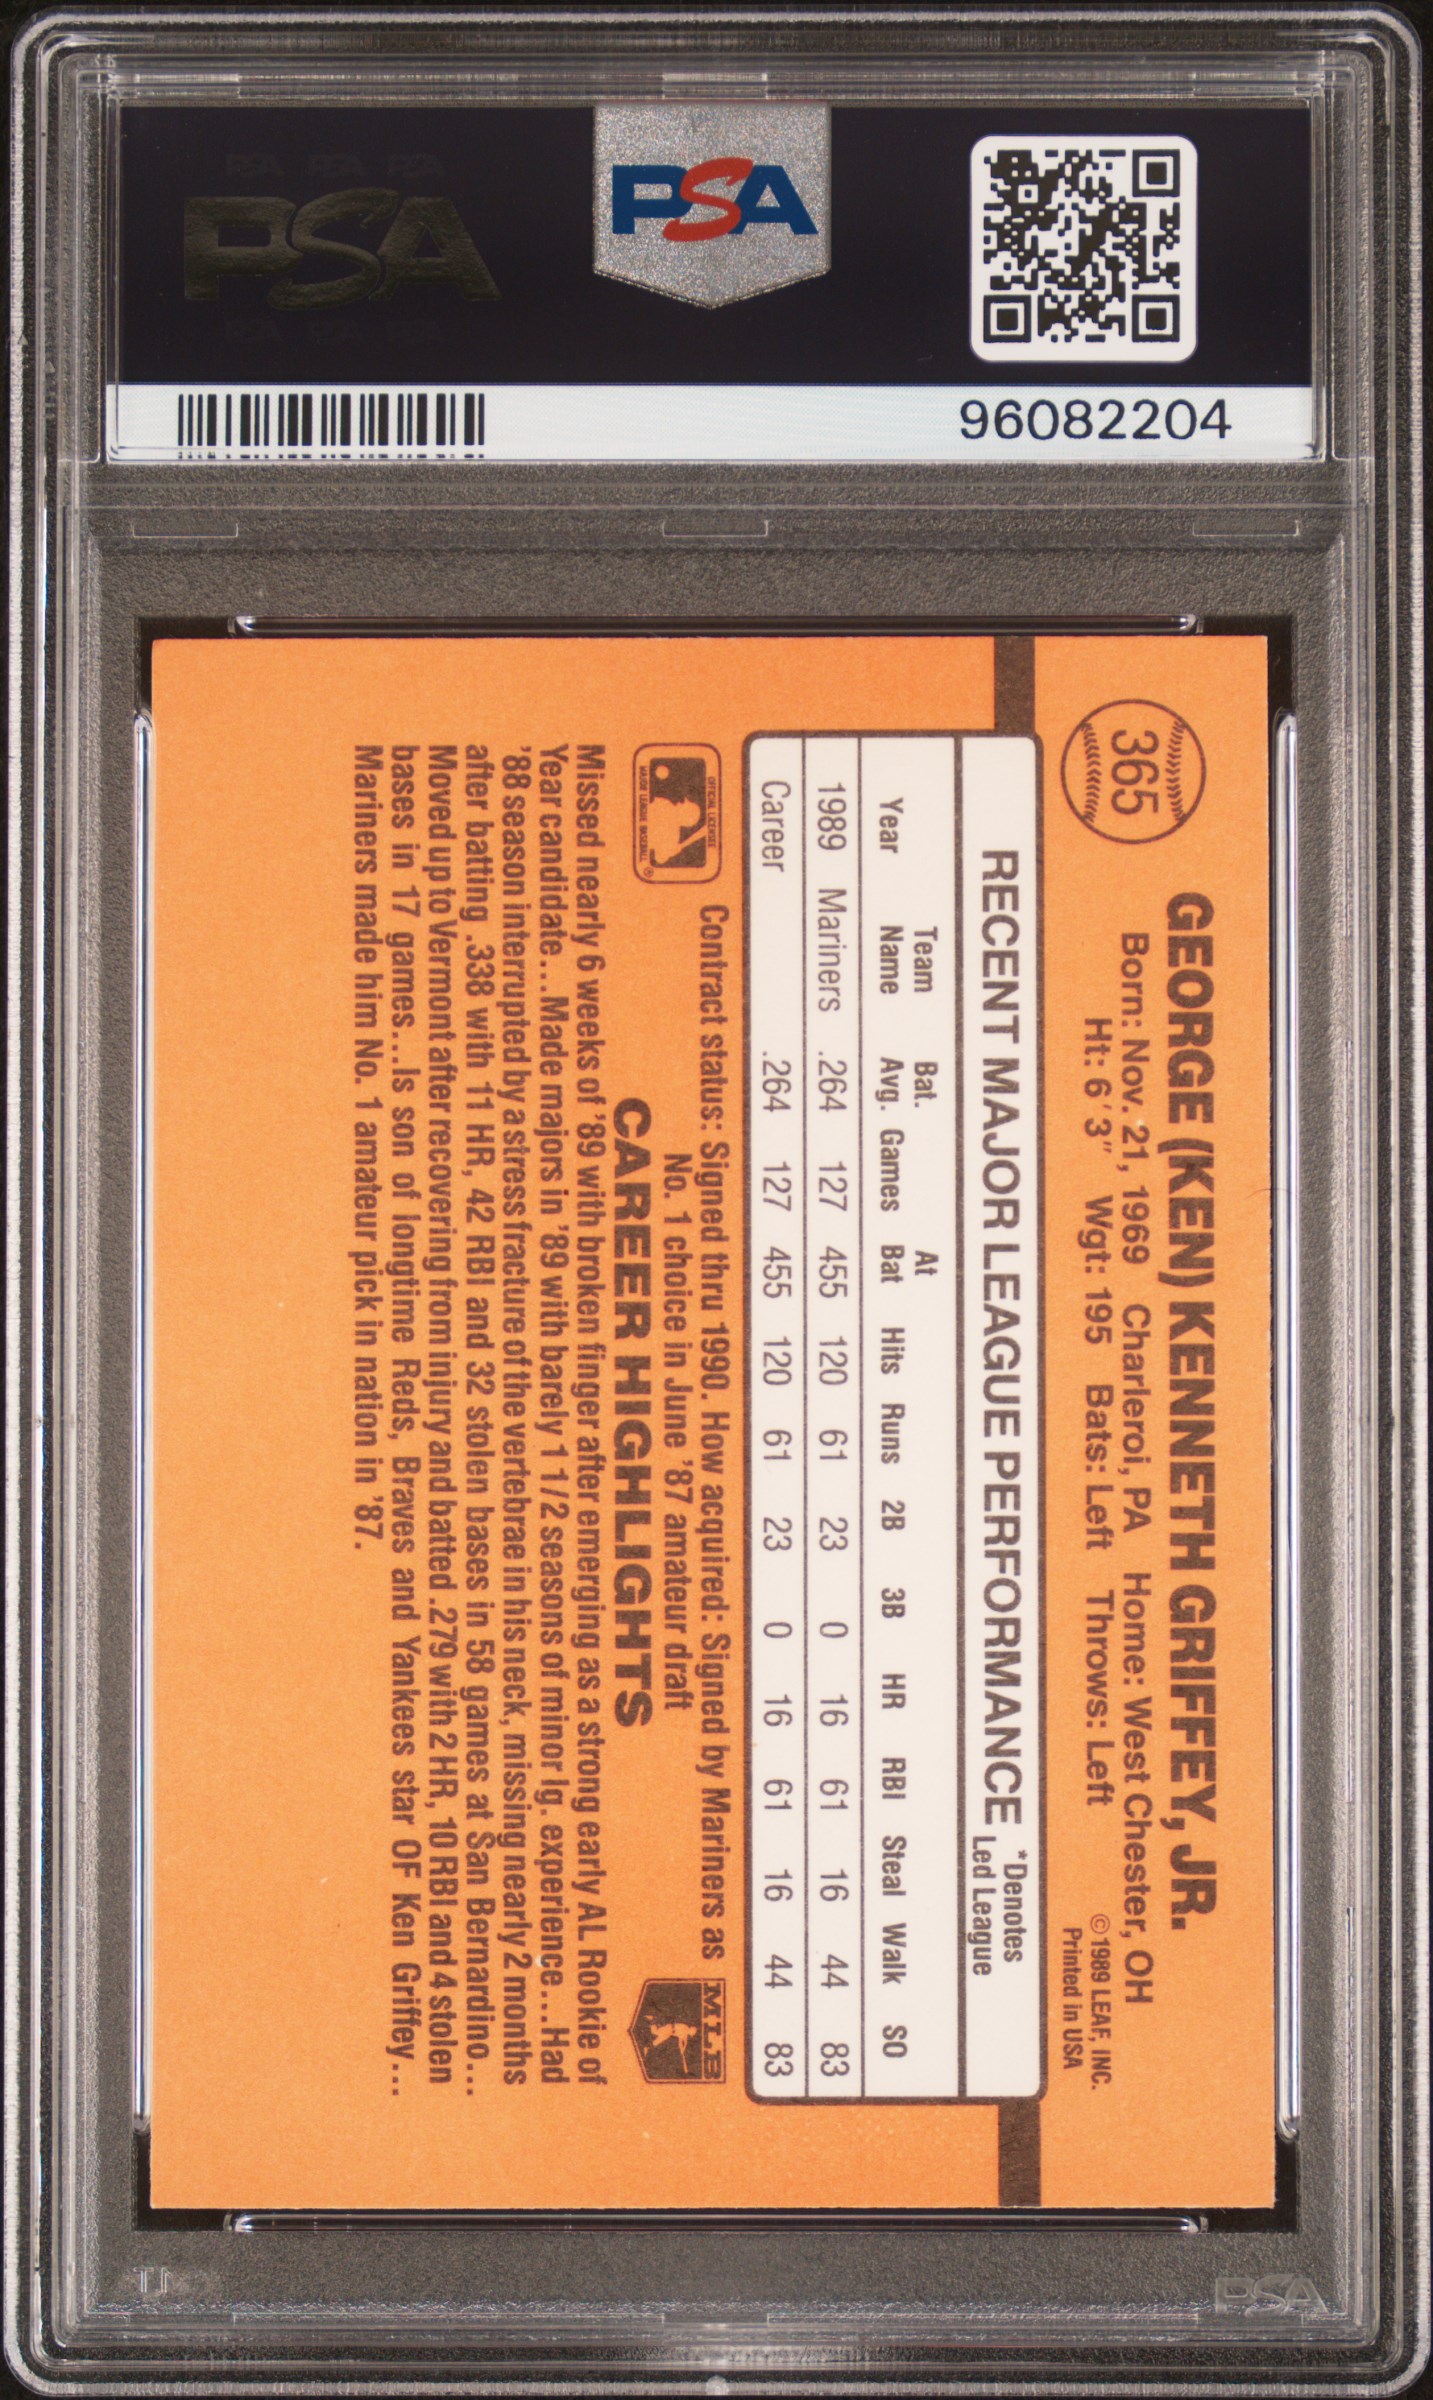 PSA
PSA
96082204
365
GEORGE (KEN) KENNETH GRIFFEY, JR.
Born: Nov. 21, 1969 Charleroi, PA Home: West Chester, OH
Ht: 6'3" Wgt: 195 Bats: Left Throws: Left
© 1989 LEAF, INC.
Printed in USA
RECENT MAJOR LEAGUE PERFORMANCE *Denotes Led League
Year Team Name Bat. Avg. Games At Bat Hits Runs 2B 3B HR RBI Steal Walk SO
1989 Mariners .264 127 455 120 61 23 0 16 61 16 44 83
Career .264 127 455 120 61 23 0 16 61 16 44 83
OFFICIAL LICENSEE
MAJOR LEAGUE BASEBALL ®
Contract status: Signed thru 1990. How acquired: Signed by Mariners as
No. 1 choice in June '87 amateur draft
MLB
CAREER HIGHLIGHTS
Missed nearly 6 weeks of '89 with broken finger after emerging as a strong early AL Rookie of
Year candidate...Made majors in '89 with barely 1 1/2 seasons of minor lg. experience...Had
'88 season interrupted by a stress fracture of the vertebrae in his neck, missing nearly 2 months
after batting .338 with 11 HR, 42 RBI and 32 stolen bases in 58 games at San Bernardino...
Moved up to Vermont after recovering from injury and batted .279 with 2 HR, 10 RBI and 4 stolen
bases in 17 games...Is son of longtime Reds, Braves and Yankees star OF Ken Griffey...
Mariners made him No. 1 amateur pick in nation in '87.
PSA